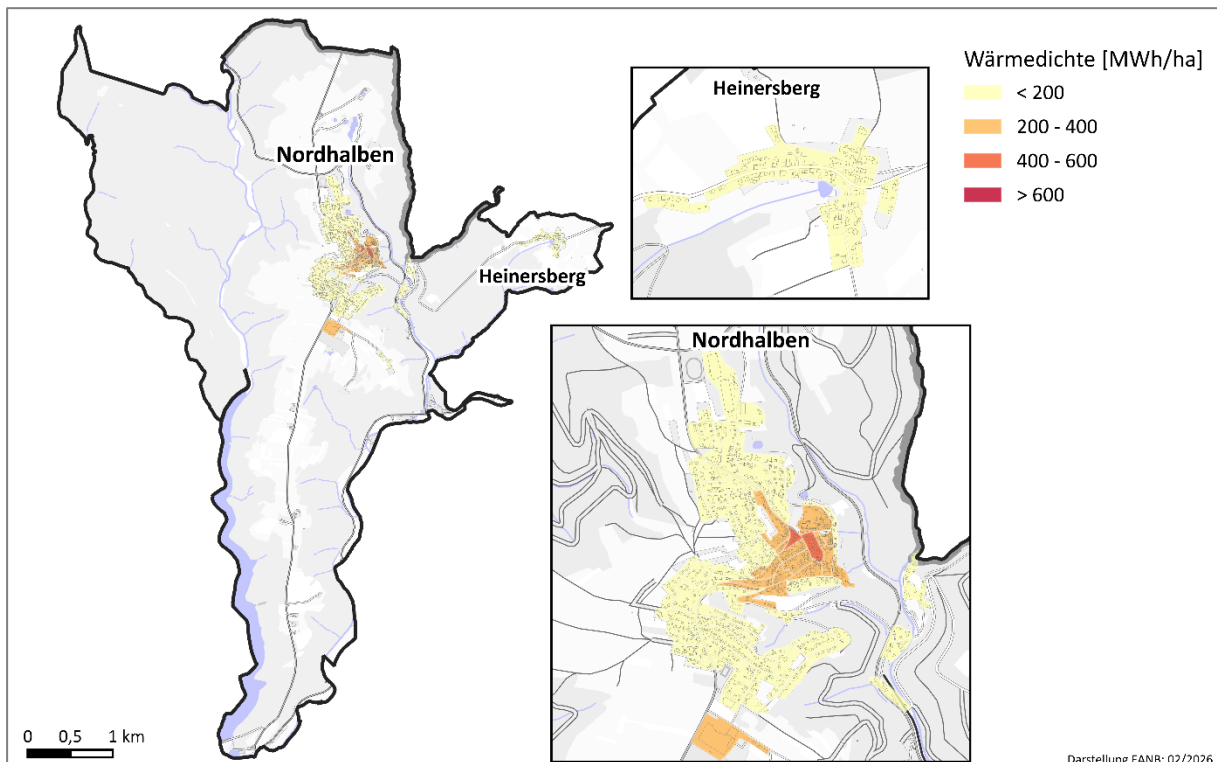 Nordhalben
Heinersberg
Heinersberg
Nordhalben
Wärmedichte [MWh/ha]
< 200
200 - 400
400 - 600
> 600
0 0,5 1 km
Darstellung EANB; 02/2026